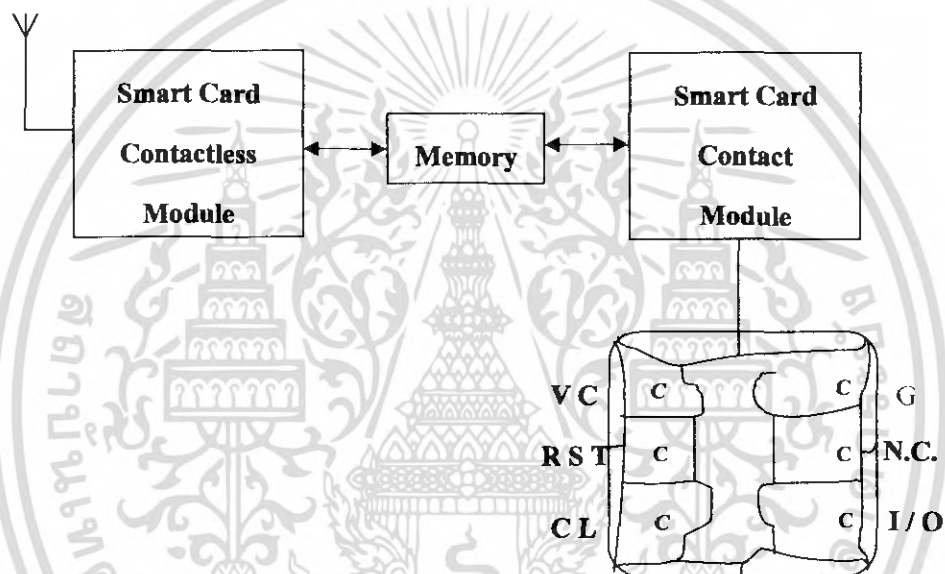 Smart Card
Contactless
Module
Memory
Smart Card
Contact
Module
V C C C G
R S T C C N.C.
C L C C I / O